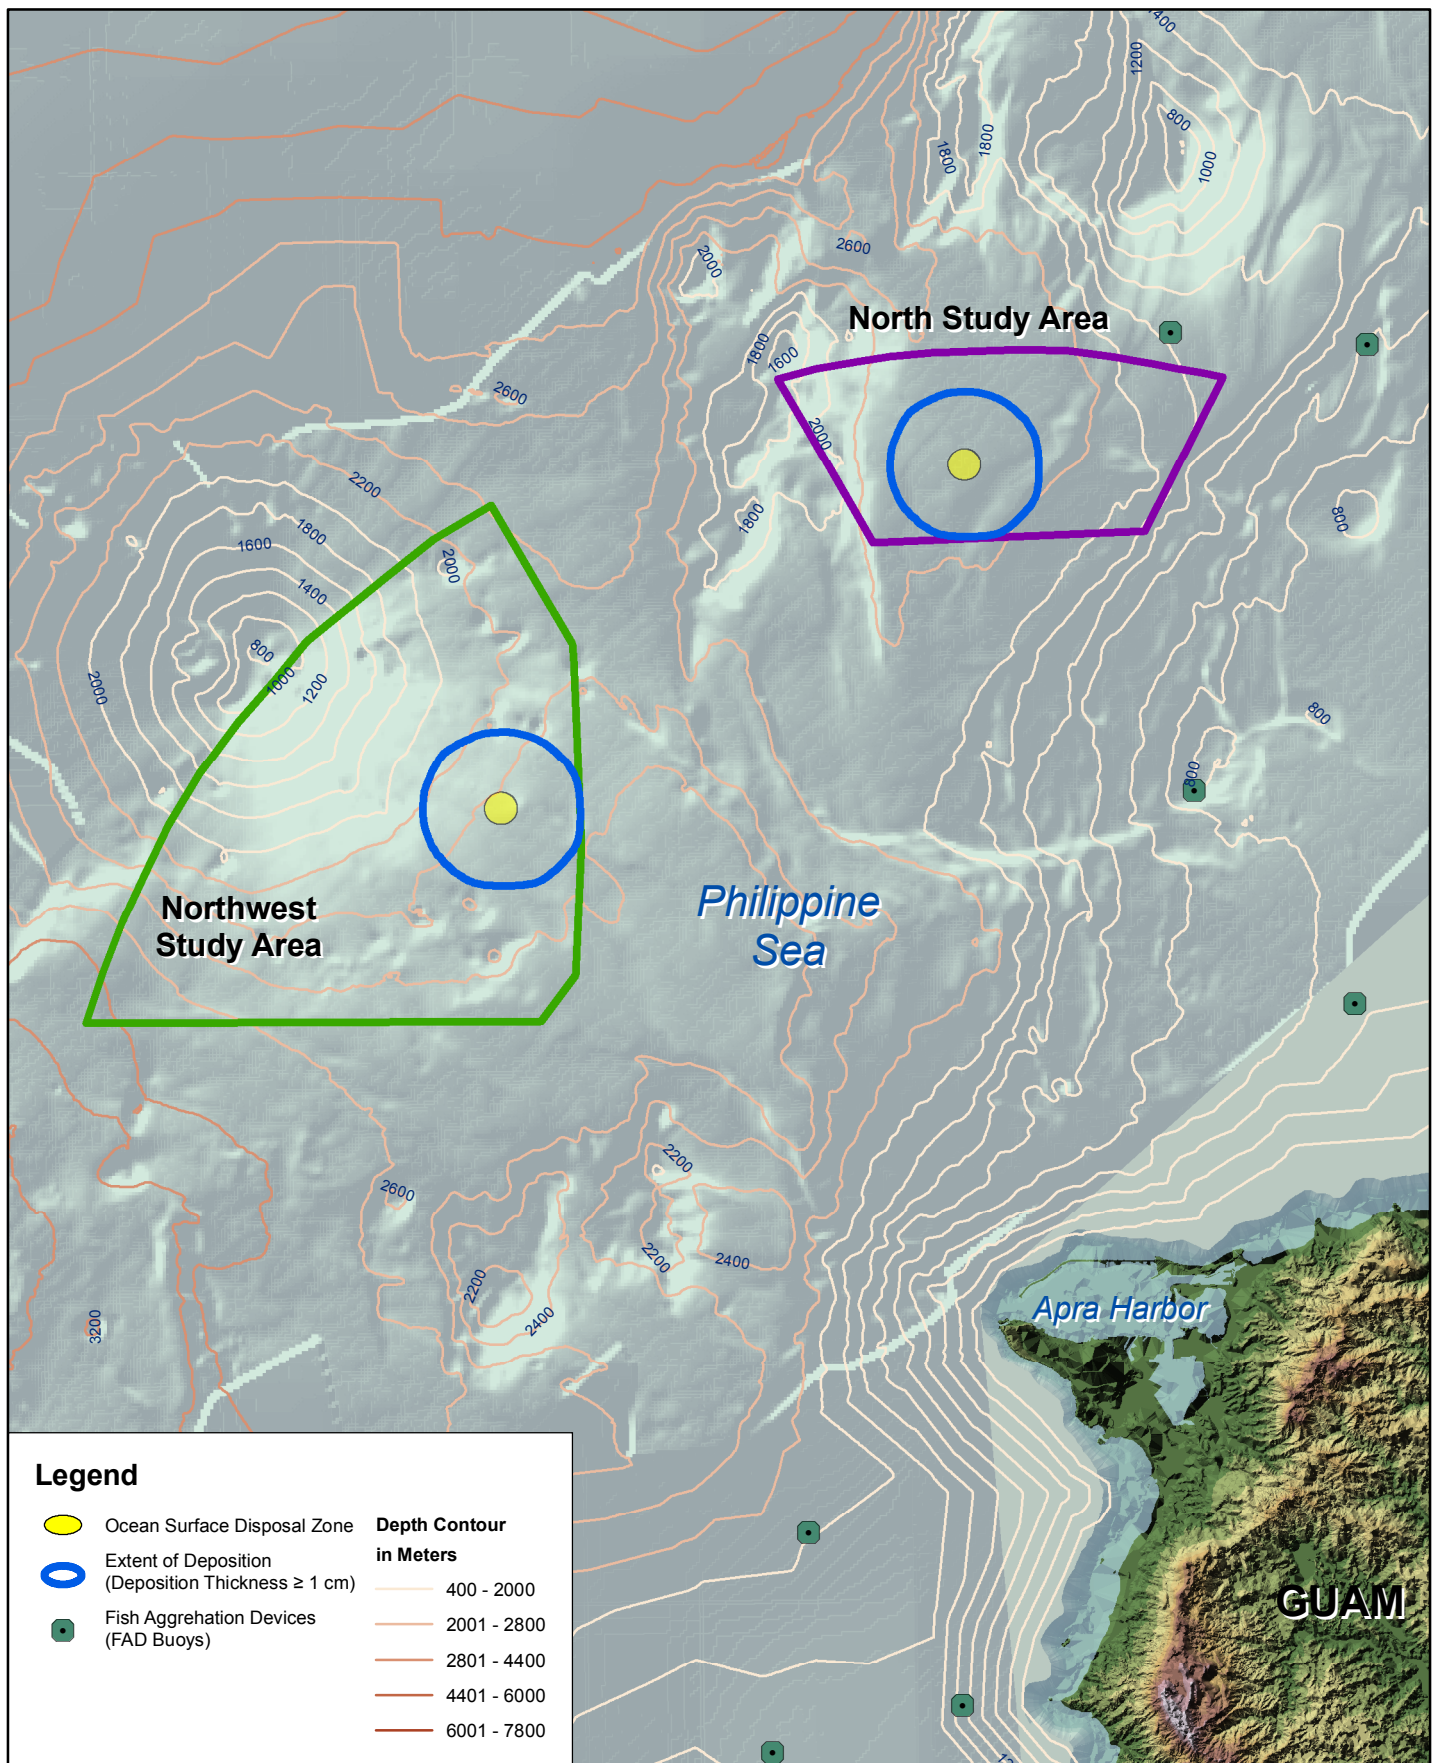 1400
1200
800
1800
1800
1000
2600
2000
North Study Area
1800
1600
2600
2000
2200
1800
800
1800
1600
2000
1400
800
1000
1200
2000
800
800
Northwest
Study Area
Philippine
Sea
2200
2600
2200
2400
2200
2400
3200
Apra Harbor
GUAM
Legend
Ocean Surface Disposal Zone
Extent of Deposition
(Deposition Thickness ≥ 1 cm)
Fish Aggrehation Devices
(FAD Buoys)
Depth Contour
in Meters
400 - 2000
2001 - 2800
2801 - 4400
4401 - 6000
6001 - 7800